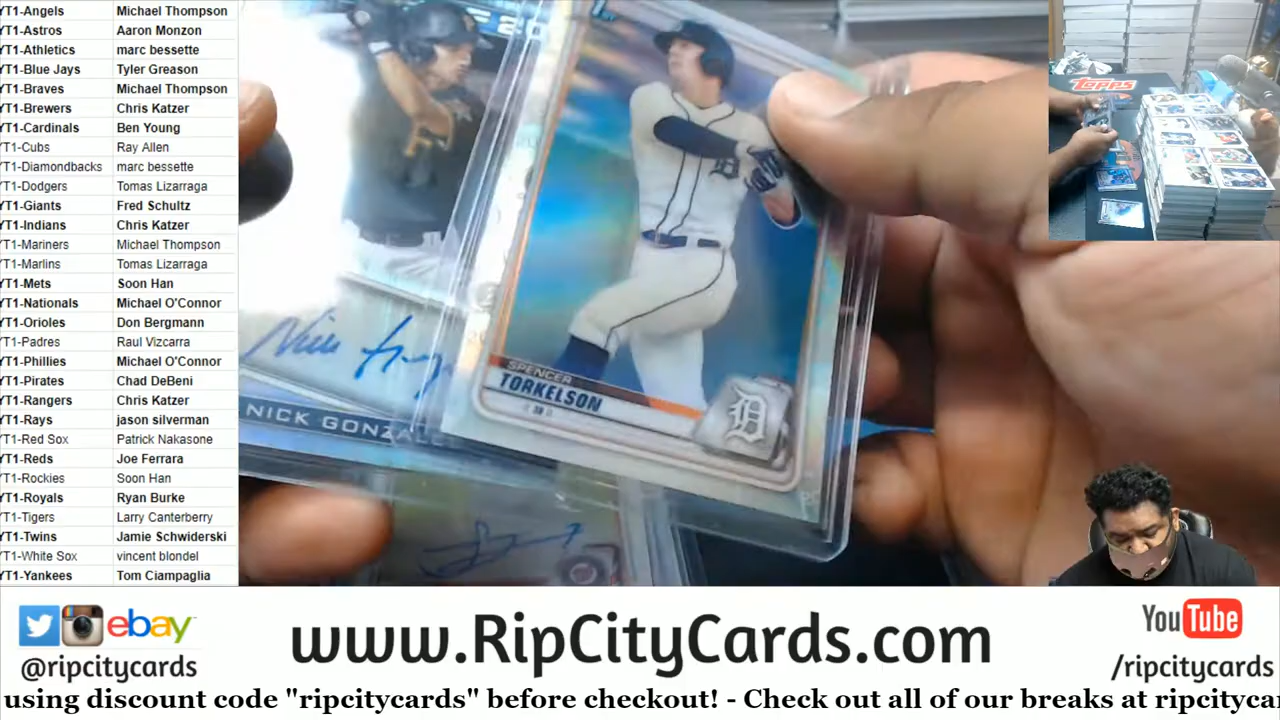 YT1-Angels Michael Thompson
YT1-Astros Aaron Monzon
YT1-Athletics marc bessette
YT1-Blue Jays Tyler Greason
YT1-Braves Michael Thompson
YT1-Brewers Chris Katzer
YT1-Cardinals Ben Young
YT1-Cubs Ray Allen
YT1-Diamondbacks marc bessette
YT1-Dodgers Tomas Lizarraga
YT1-Giants Fred Schultz
YT1-Indians Chris Katzer
YT1-Mariners Michael Thompson
YT1-Marlins Tomas Lizarraga
YT1-Mets Soon Han
YT1-Nationals Michael O'Connor
YT1-Orioles Don Bergmann
YT1-Padres Raul Vizcarra
YT1-Phillies Michael O'Connor
YT1-Pirates Chad DeBeni
YT1-Rangers Chris Katzer
YT1-Rays jason silverman
YT1-Red Sox Patrick Nakasone
YT1-Reds Joe Ferrara
YT1-Rockies Soon Han
YT1-Royals Ryan Burke
YT1-Tigers Larry Canterberry
YT1-Twins Jamie Schwiderski
YT1-White Sox vincent blondel
YT1-Yankees Tom Ciampaglia
SPENCER
TORKELSON
D
NICK GONZAL
TOPPS
ebay
@ripcitycards
www.RipCityCards.com
YouTube
/ripcitycards
using discount code "ripcitycards" before checkout! - Check out all of our breaks at ripcityca